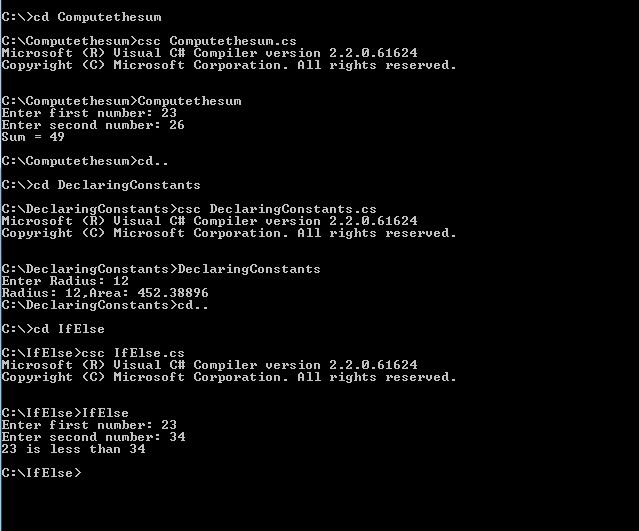 C:\>cd Computethesum
C:\Computethesum>csc Computethesum.cs
Microsoft (R) Visual C# Compiler version 2.2.0.61624
Copyright (C) Microsoft Corporation. All rights reserved.
C:\Computethesum>Computethesum
Enter first number: 23
Enter second number: 26
Sum = 49
C:\Computethesum>cd..
C:\>cd DeclaringConstants
C:\DeclaringConstants>csc DeclaringConstants.cs
Microsoft (R) Visual C# Compiler version 2.2.0.61624
Copyright (C) Microsoft Corporation. All rights reserved.
C:\DeclaringConstants>DeclaringConstants
Enter Radius: 12
Radius: 12,Area: 452.38896
C:\DeclaringConstants>cd..
C:\>cd IfElse
C:\IfElse>csc IfElse.cs
Microsoft (R) Visual C# Compiler version 2.2.0.61624
Copyright (C) Microsoft Corporation. All rights reserved.
C:\IfElse>IfElse
Enter first number: 23
Enter second number: 34
23 is less than 34
C:\IfElse>